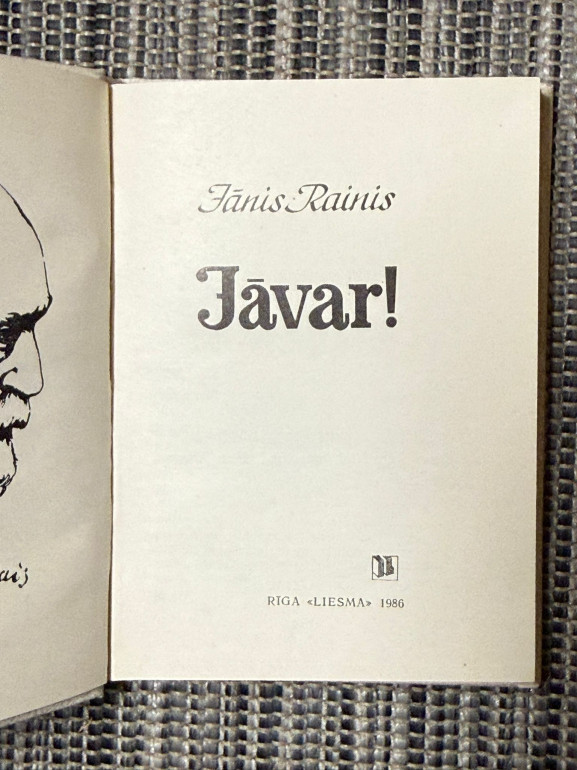 Jānis Rainis
Jāvar!
RĪGA «LIESMA» 1986